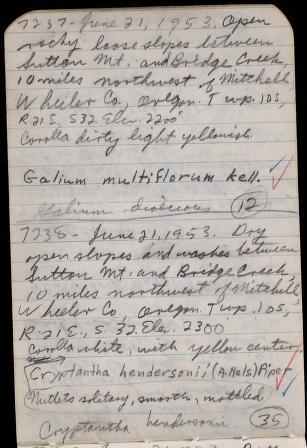 7237- June 21, 1953. Open
rocky loose slopes between
Sutton Mt. and Bridge Creek,
10 miles northwest of Mitchell,
Wheeler Co., Oregon. Twp. 10S,
R. 21E, S32. Elev. 2200'
Corolla dirty light yellowish.
Galium multiflorum Kell.
Galium dioicous 12
7238- June 21, 1953. Dry
open slopes and washes between
Sutton Mt. and Bridge Creek,
10 miles northwest of Mitchell,
Wheeler Co., Oregon. Twp. 10S,
R. 21E., S. 32. Elev. 2300
Corolla white, with yellow center.
Cryptantha hendersonii (A. Nels.) Piper
Nutlets solitary, smooth, mottled
Cryptantha hendersonii 35